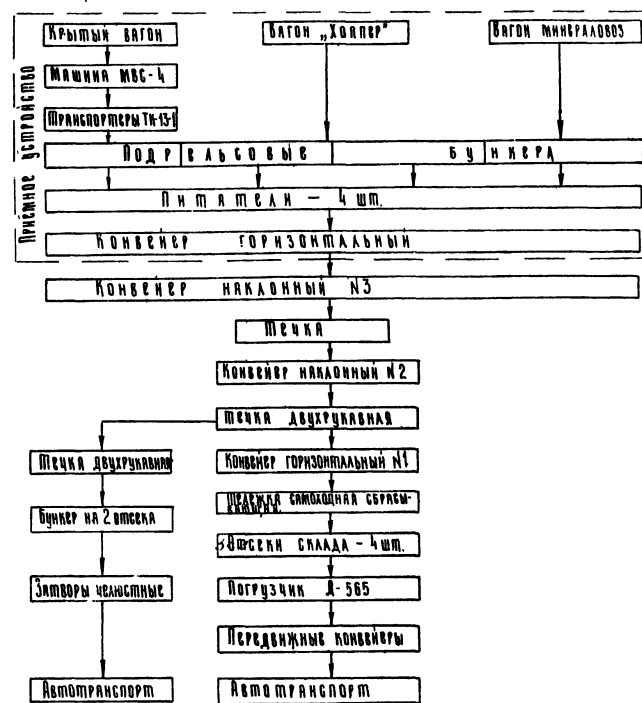 Крытый вагон
Вагон „Хоппер"
Вагон минераловоз
Машина МВС-4
Транспортеры ТК-13-1
Приемное устройство
Подрельсовые бункера
Питатели — 4 шт.
Конвейер горизонтальный
Конвейер наклонный N3
Течка
Конвейер наклонный N2
Течка двухрукавная
Течка двухрукавная
Конвейер горизонтальный N1
Тележка самоходная сбрасы-
вающая.
Бункер на 2 отсека
Отсеки склада - 4 шт.
Затворы челюстные
Погрузчик Д-565
Передвижные конвейеры
Автотранспорт
Автотранспорт